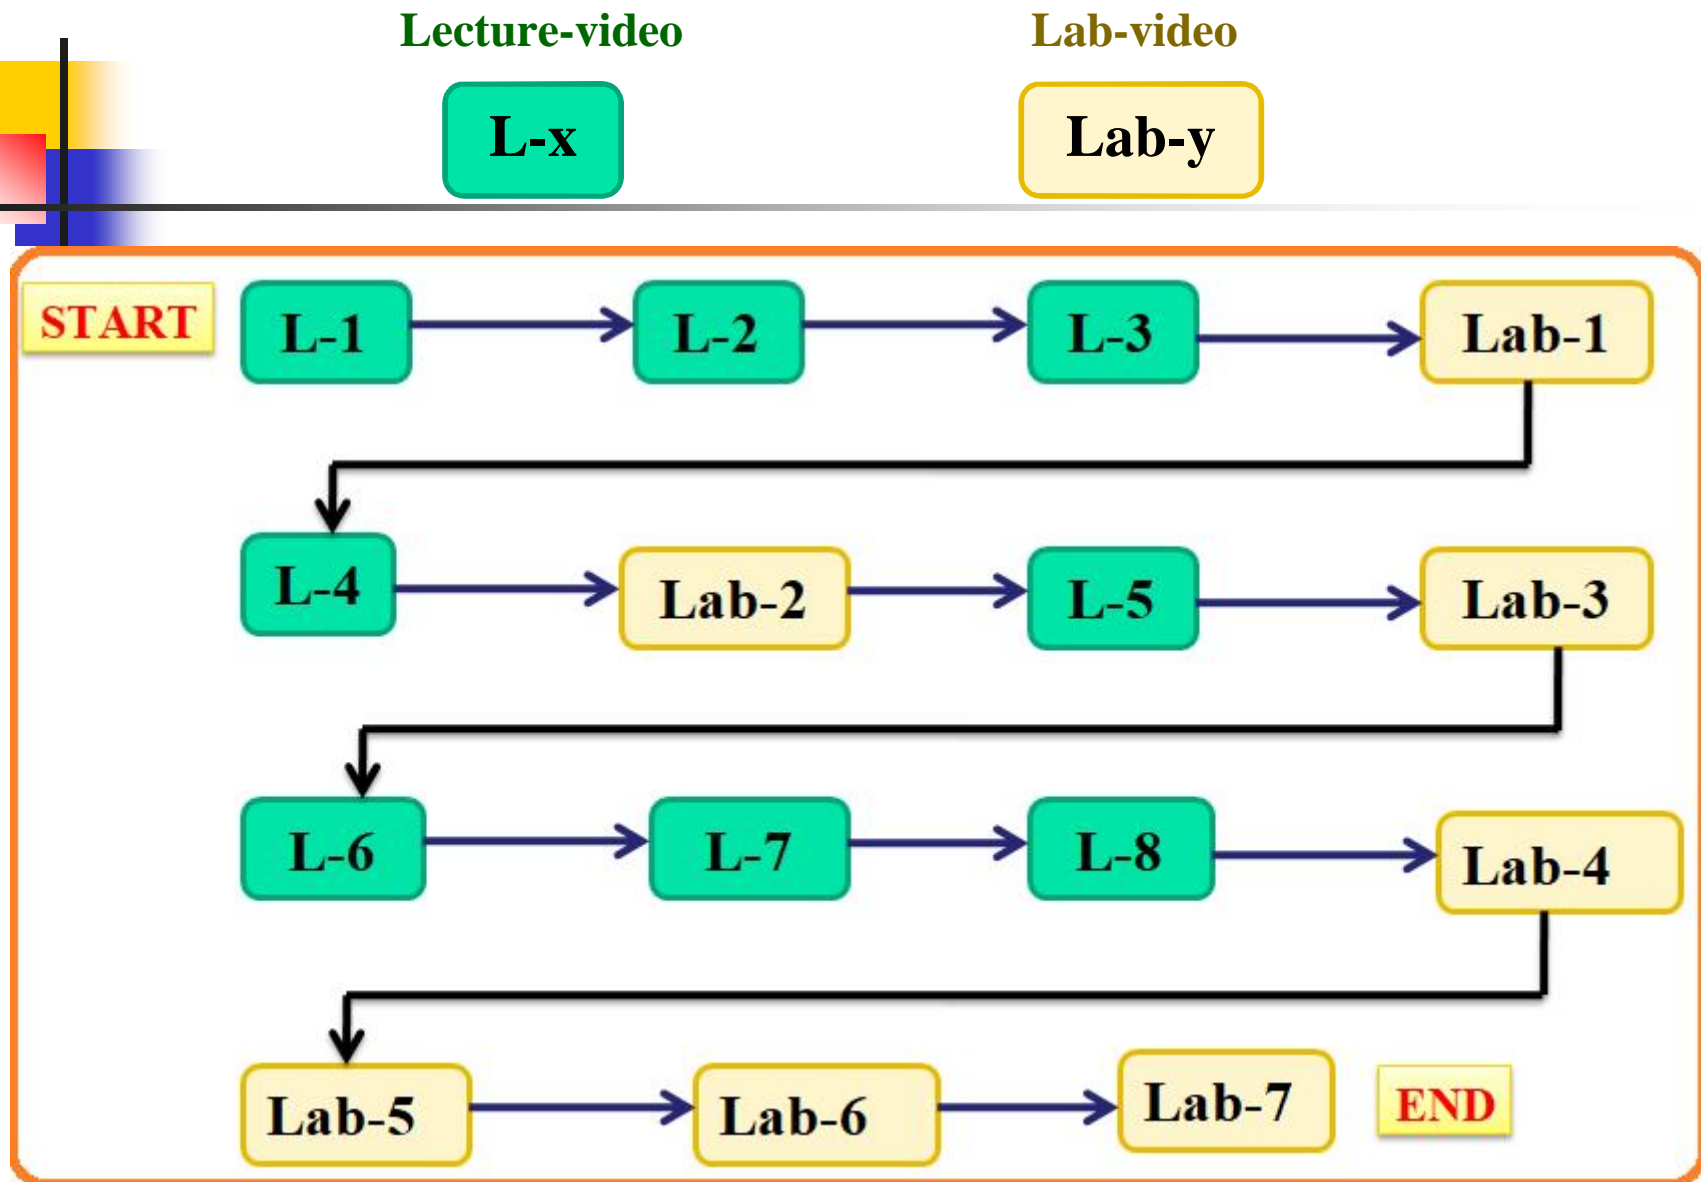 Lecture-video Lab-video
L-x Lab-y
START L-1 L-2 L-3 Lab-1
L-4 Lab-2 L-5 Lab-3
L-6 L-7 L-8 Lab-4
Lab-5 Lab-6 Lab-7 END